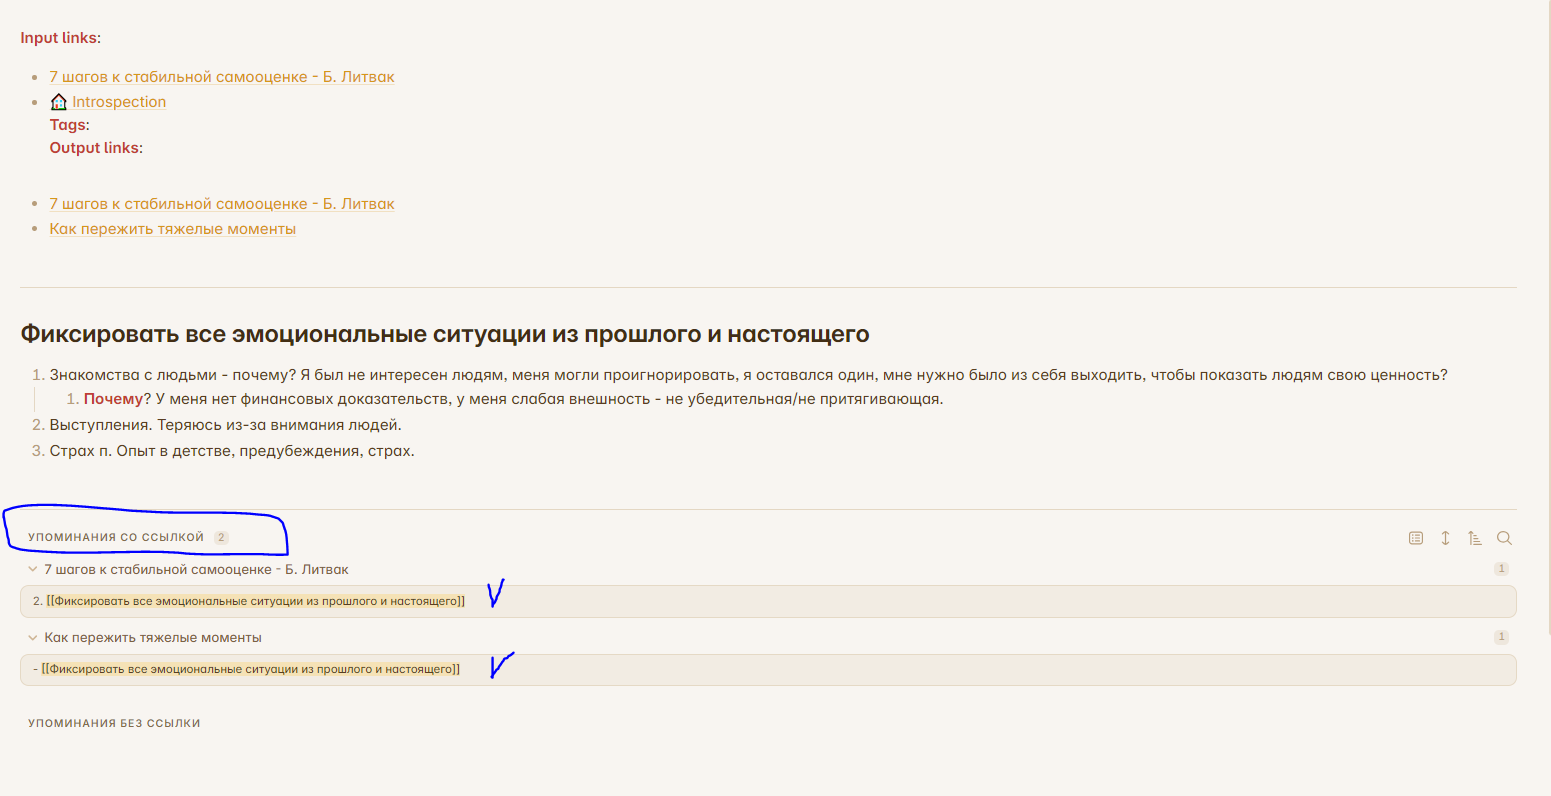 Input links:
7 шагов к стабильной самооценке - Б. Литвак
Introspection
Tags:
Output links:
7 шагов к стабильной самооценке - Б. Литвак
Как пережить тяжелые моменты
Фиксировать все эмоциональные ситуации из прошлого и настоящего
1. Знакомства с людьми - почему? Я был не интересен людям, меня могли проигнорировать, я оставался один, мне нужно было из себя выходить, чтобы показать людям свою ценность?
1. Почему? У меня нет финансовых доказательств, у меня слабая внешность - не убедительная/не притягивающая.
2. Выступления. Теряюсь из-за внимания людей.
3. Страх п. Опыт в детстве, предубеждения, страх.
УПОМИНАНИЯ СО ССЫЛКОЙ 2
7 шагов к стабильной самооценке - Б. Литвак 1
2. [[Фиксировать все эмоциональные ситуации из прошлого и настоящего]]
Как пережить тяжелые моменты 1
- [[Фиксировать все эмоциональные ситуации из прошлого и настоящего]]
УПОМИНАНИЯ БЕЗ ССЫЛКИ